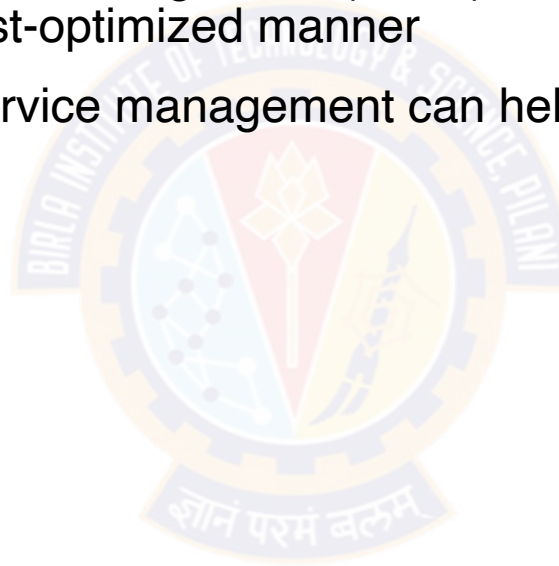 st-optimized manner
rvice management can hel
BIRLA INSTITUTE OF TECHNOLOGY & SCIENCE, PILANI
ज्ञानं परमं बलम्